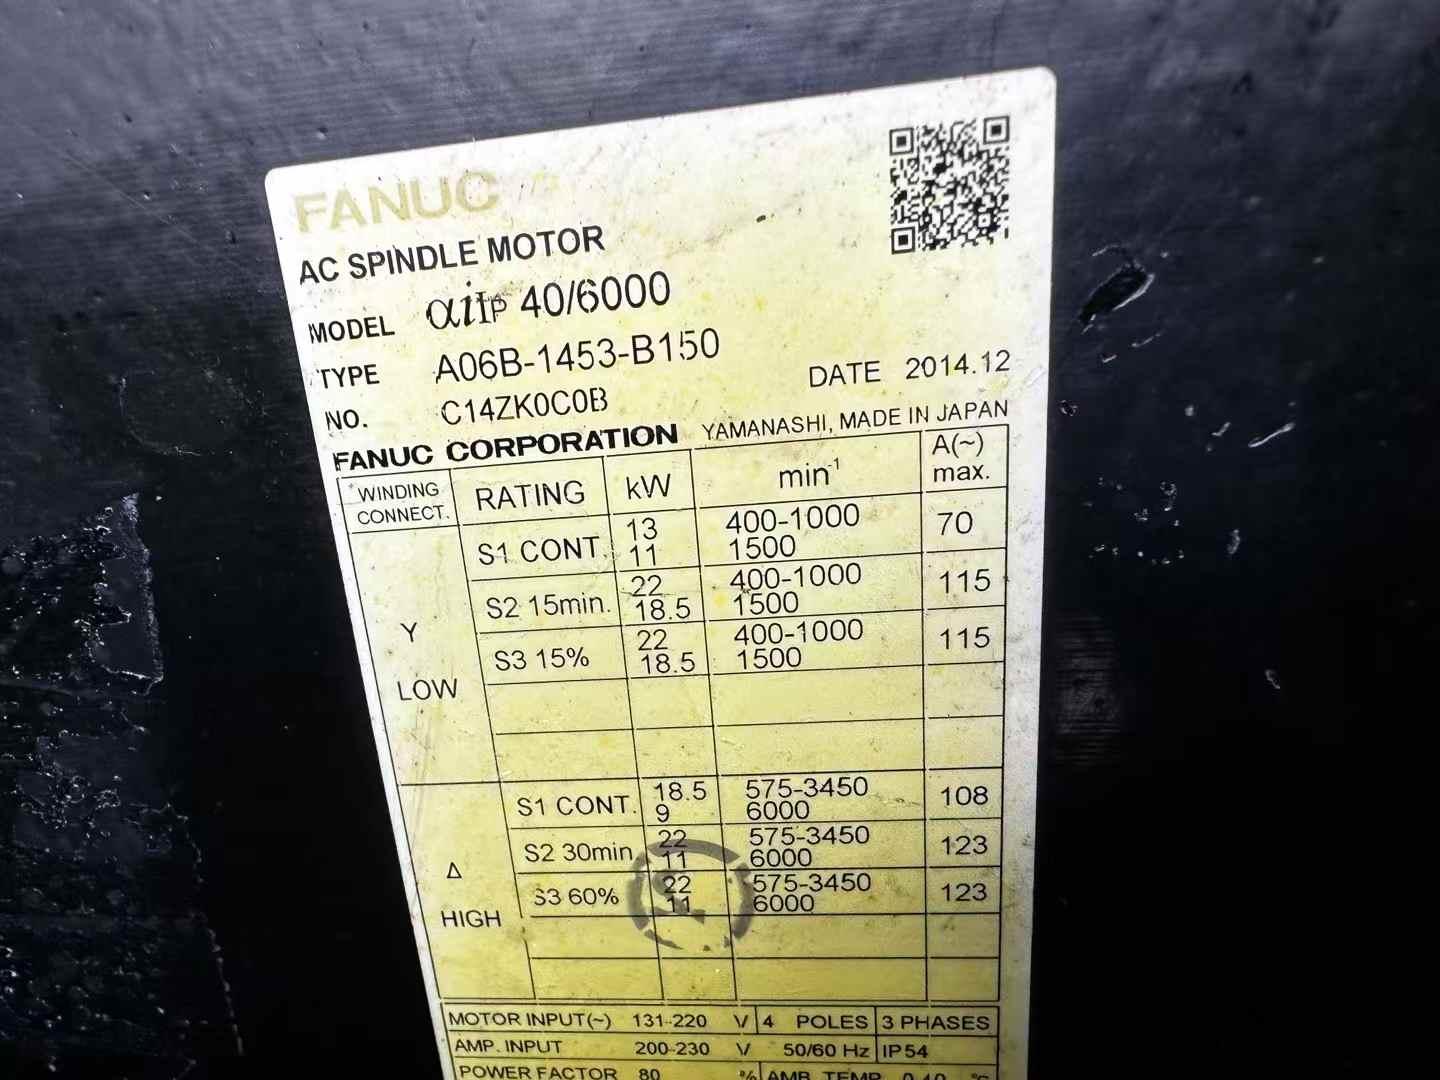 FANUC
AC SPINDLE MOTOR
MODEL αiIP 40/6000
TYPE A06B-1453-B150
NO. C14ZK0C0B DATE 2014.12
FANUC CORPORATION YAMANASHI, MADE IN JAPAN
WINDING CONNECT. RATING kW min-1 A(~) max.
Y LOW
S1 CONT. 13 400-1000 70
11 1500
S2 15min. 22 400-1000 115
18.5 1500
S3 15% 22 400-1000 115
18.5 1500
Δ HIGH
S1 CONT. 18.5 575-3450 108
9 6000
S2 30min 22 575-3450 123
11 6000
S3 60% 22 575-3450 123
11 6000
MOTOR INPUT(~) 131-220 V 4 POLES 3 PHASES
AMP. INPUT 200-230 V 50/60 Hz IP54
POWER FACTOR 80 % AMB. TEMP. 0-40 °C